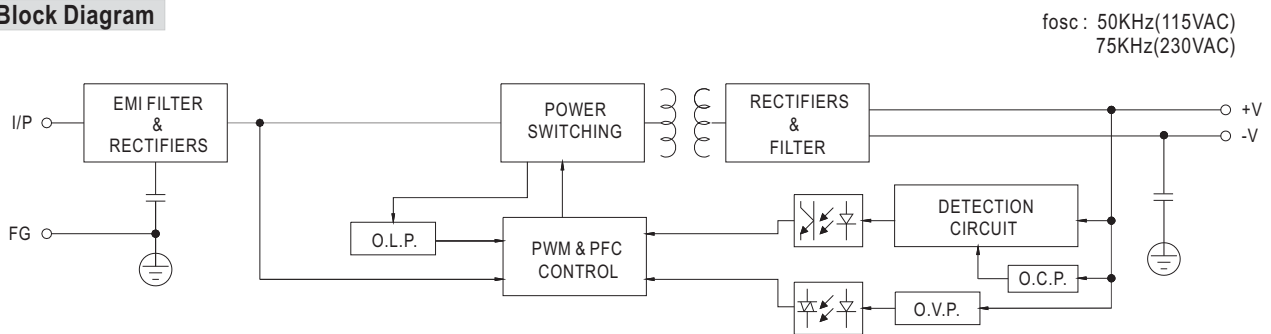 Block Diagram
fosc : 50KHz(115VAC)
75KHz(230VAC)
I/P
EMI FILTER
&
RECTIFIERS
POWER
SWITCHING
RECTIFIERS
&
FILTER
+V
-V
FG
O.L.P.
PWM & PFC
CONTROL
DETECTION
CIRCUIT
O.C.P.
O.V.P.